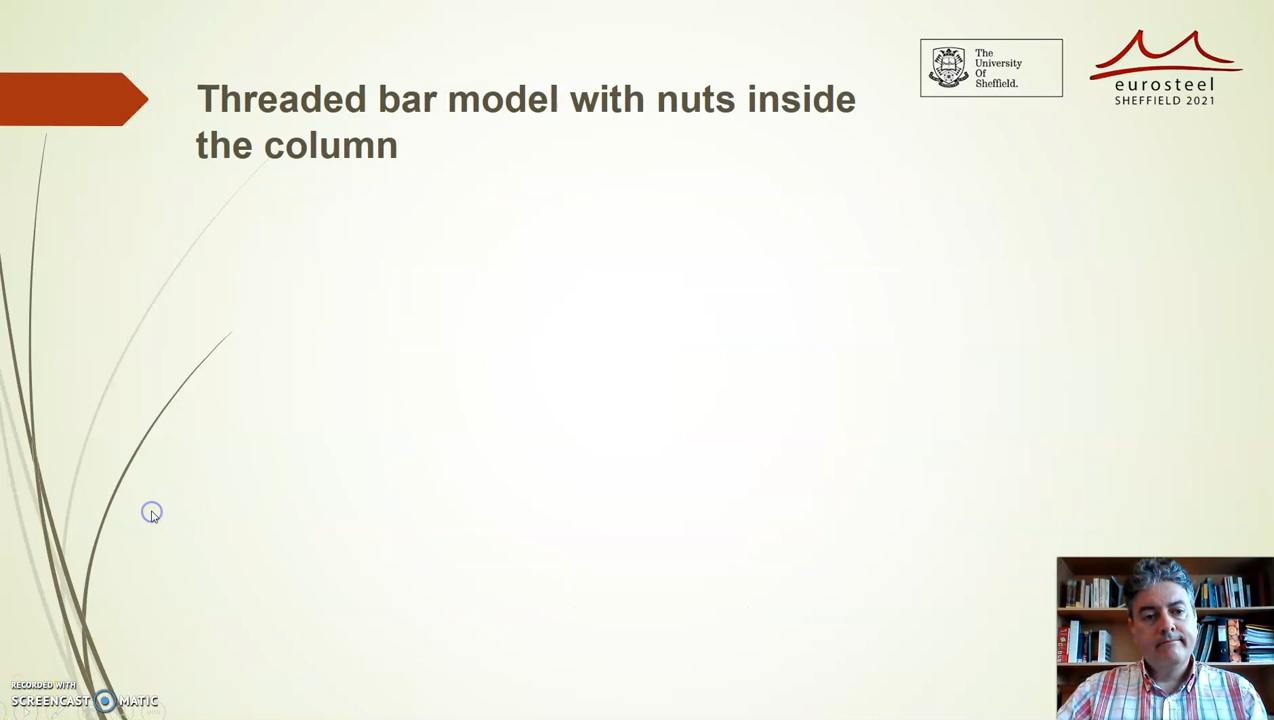 Threaded bar model with nuts inside
the column
The
University
Of
Sheffield.
eurosteel
SHEFFIELD 2021
RECORDED WITH
SCREENCAST MATIC